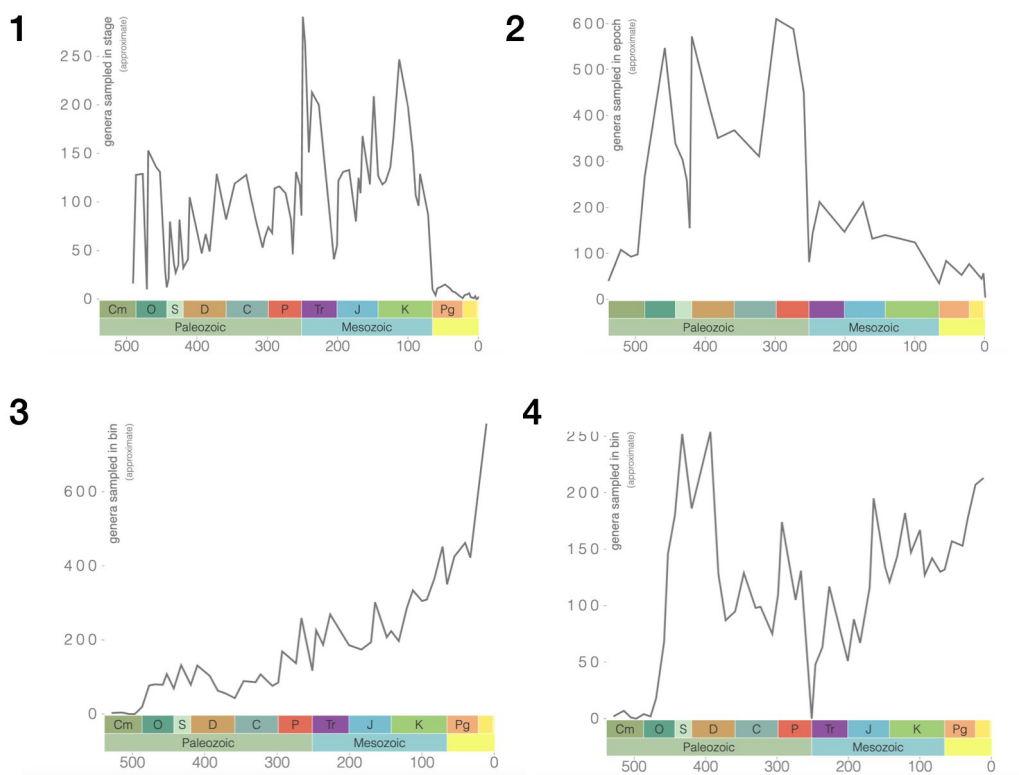 1
genera sampled in stage
(approximate)
250
200
150
100
50
0
Cm O S D C P Tr J K Pg
Paleozoic Mesozoic
500 400 300 200 100 0
2
genera sampled in epoch
(approximate)
600
500
400
300
200
100
0
Paleozoic Mesozoic
500 400 300 200 100 0
3
genera sampled in bin
(approximate)
600
400
200
0
Cm O S D C P Tr J K Pg
Paleozoic Mesozoic
500 400 300 200 100 0
4
genera sampled in bin
(approximate)
250
200
150
100
50
0
Cm O S D C P Tr J K Pg
Paleozoic Mesozoic
500 400 300 200 100 0